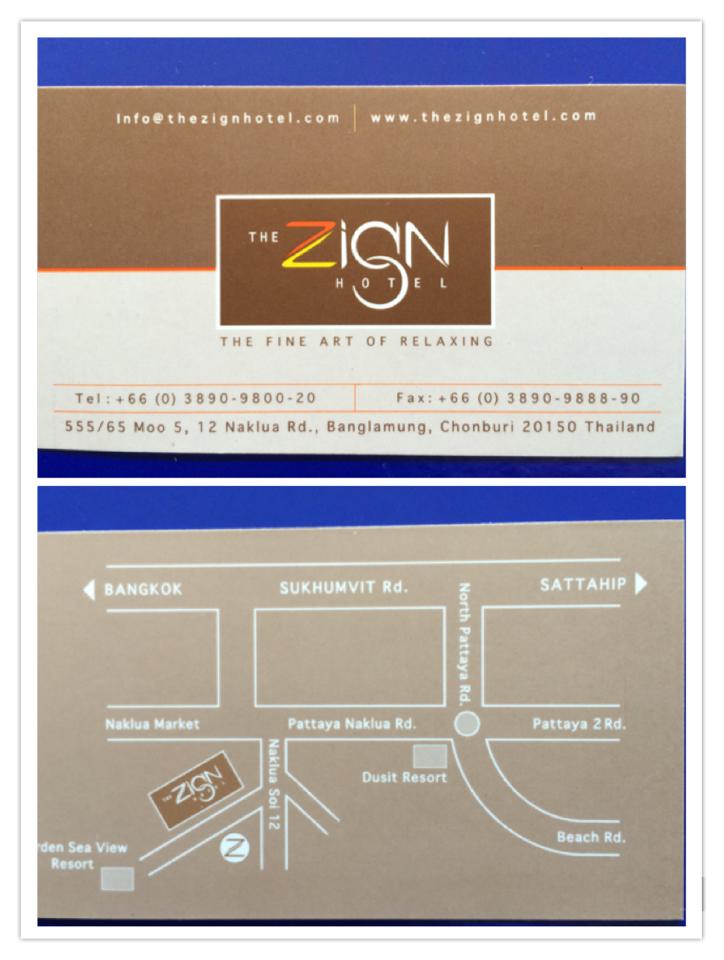 Info@thezignhotel.com | www.thezignhotel.com
THE ZIGN
HOTEL
THE FINE ART OF RELAXING
Tel:+66 (0) 3890-9800-20 Fax:+66 (0) 3890-9888-90
555/65 Moo 5, 12 Naklua Rd., Banglamung, Chonburi 20150 Thailand
BANGKOK SUKHUMVIT Rd. SATTAHIP
North Pattaya Rd.
Naklua Market Pattaya Naklua Rd. Pattaya 2 Rd.
Naklua Soi 12
Dusit Resort
THE ZIGN
Z
Beach Rd.
rden Sea View
Resort